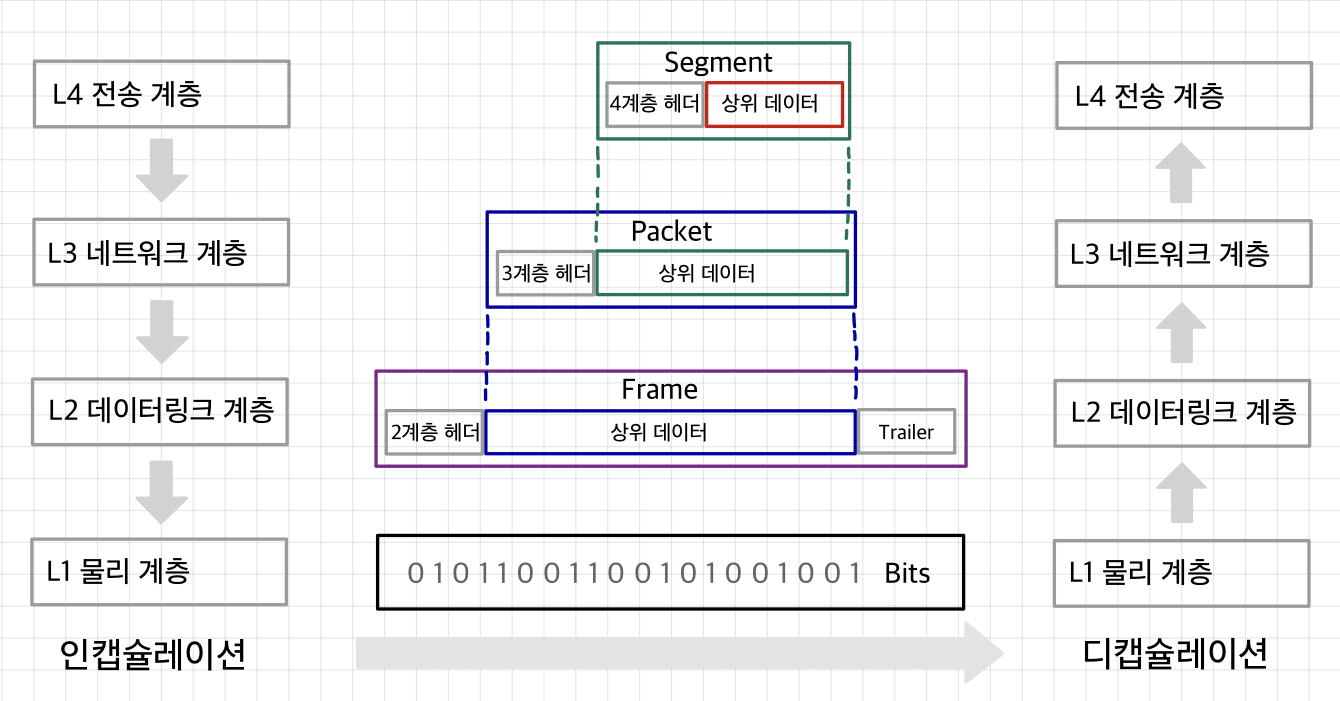 L4 전송 계층
L3 네트워크 계층
L2 데이터링크 계층
L1 물리 계층
인캡슐레이션
Segment
4계층 헤더 상위 데이터
Packet
3계층 헤더 상위 데이터
Frame
2계층 헤더 상위 데이터 Trailer
0 1 0 1 1 0 0 1 1 0 0 1 0 1 0 0 1 0 0 1 Bits
L4 전송 계층
L3 네트워크 계층
L2 데이터링크 계층
L1 물리 계층
디캡슐레이션